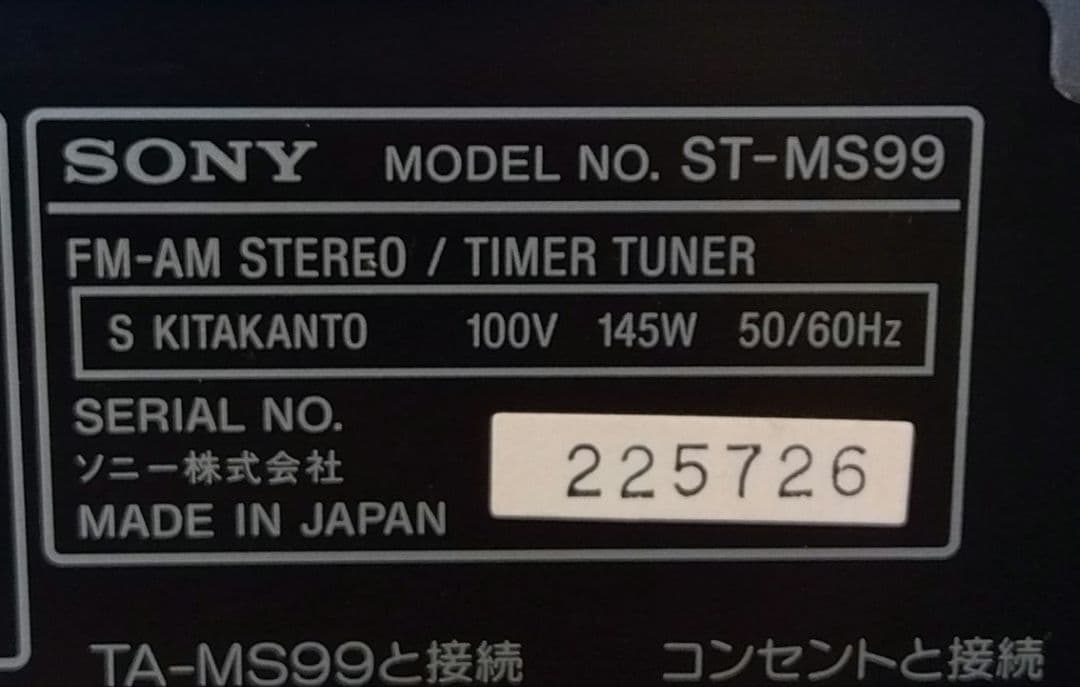 SONY MODEL NO. ST-MS99
FM-AM STEREO / TIMER TUNER
S KITAKANTO 100V 145W 50/60Hz
SERIAL NO. 225726
ソニー株式会社
MADE IN JAPAN
TA-MS99と接続 コンセントと接続